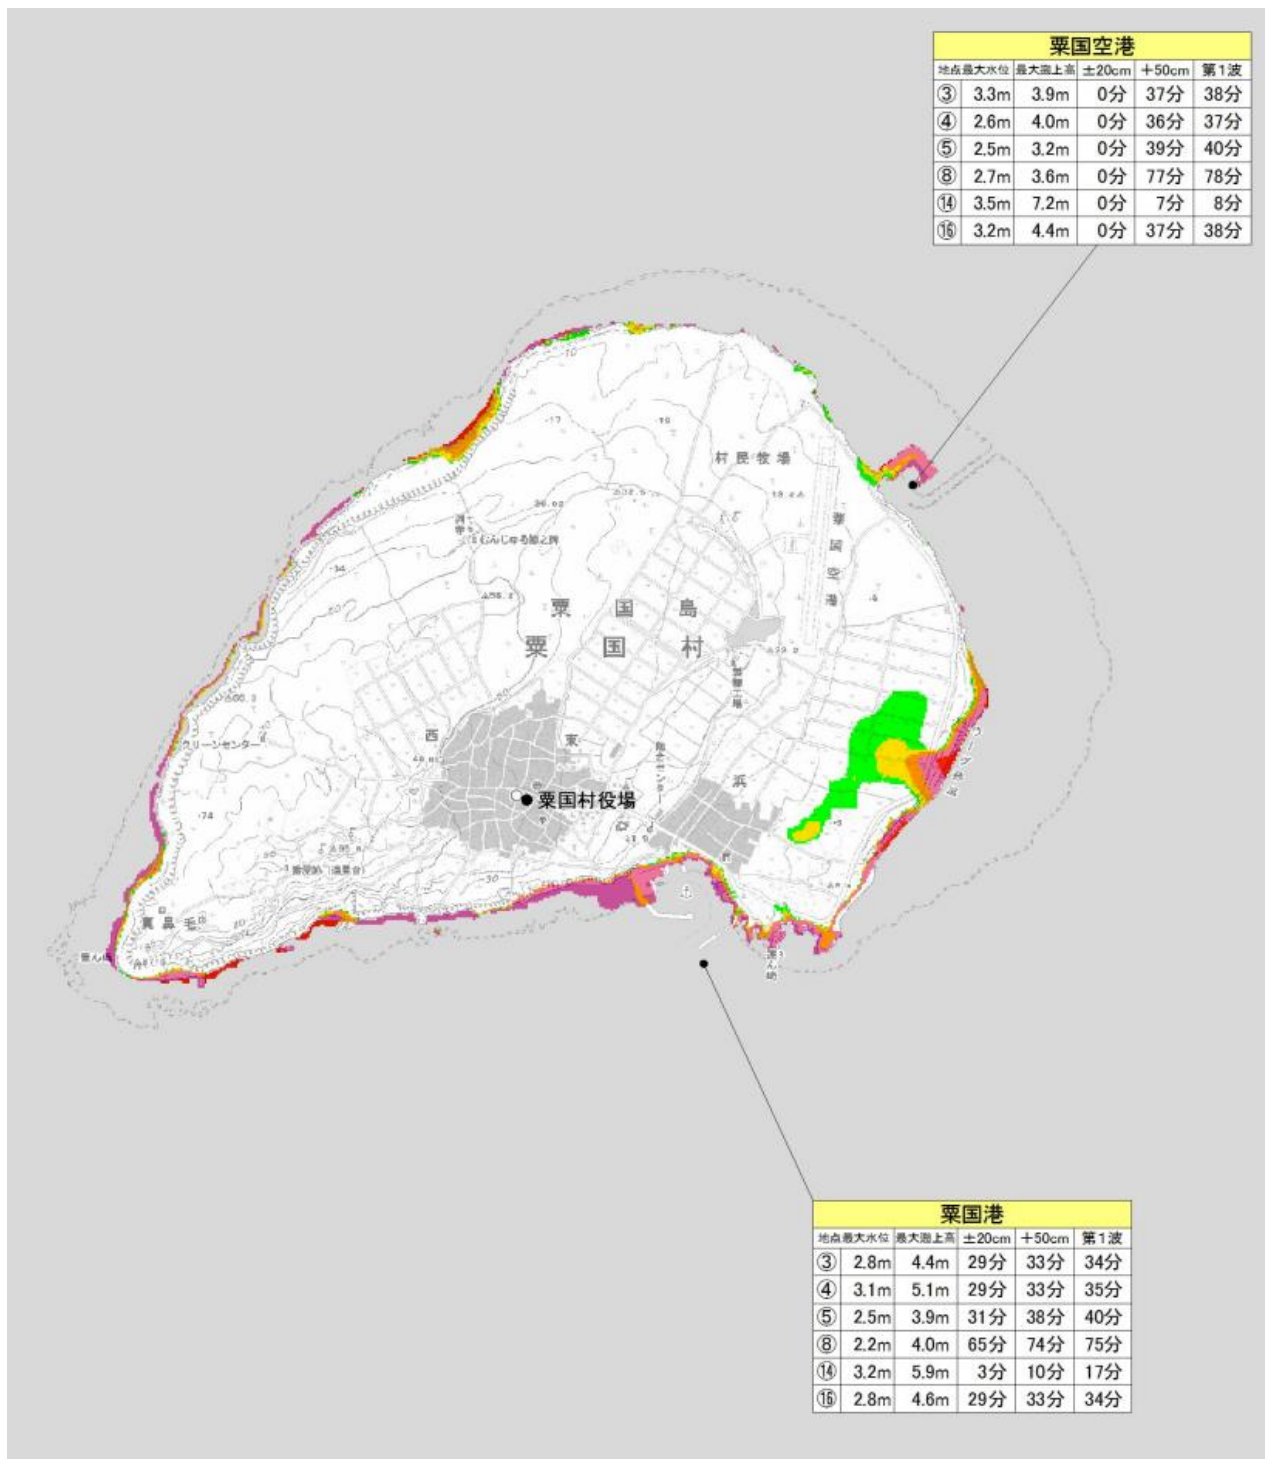 粟国空港
地点 最大水位 最大遡上高 ±20cm +50cm 第1波
③ 3.3m 3.9m 0分 37分 38分
④ 2.6m 4.0m 0分 36分 37分
⑤ 2.5m 3.2m 0分 39分 40分
⑧ 2.7m 3.6m 0分 77分 78分
⑭ 3.5m 7.2m 0分 7分 8分
⑯ 3.2m 4.4m 0分 37分 38分
村民牧場
粟国空港
粟国島
粟国村
西
東
浜
クリーンセンター
粟国村役場
粟国港
地点 最大水位 最大遡上高 ±20cm +50cm 第1波
③ 2.8m 4.4m 29分 33分 34分
④ 3.1m 5.1m 29分 33分 35分
⑤ 2.5m 3.9m 31分 38分 40分
⑧ 2.2m 4.0m 65分 74分 75分
⑭ 3.2m 5.9m 3分 10分 17分
⑯ 2.8m 4.6m 29分 33分 34分